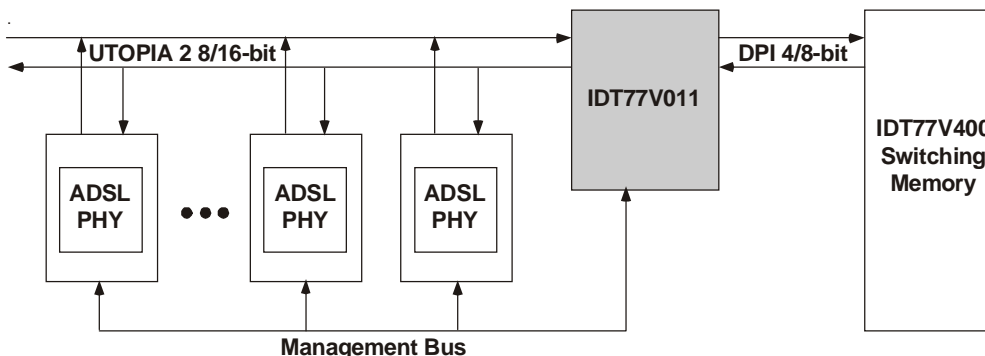 UTOPIA 2 8/16-bit
DPI 4/8-bit
IDT77V011
IDT77V400
Switching
Memory
ADSL
PHY
ADSL
PHY
ADSL
PHY
Management Bus